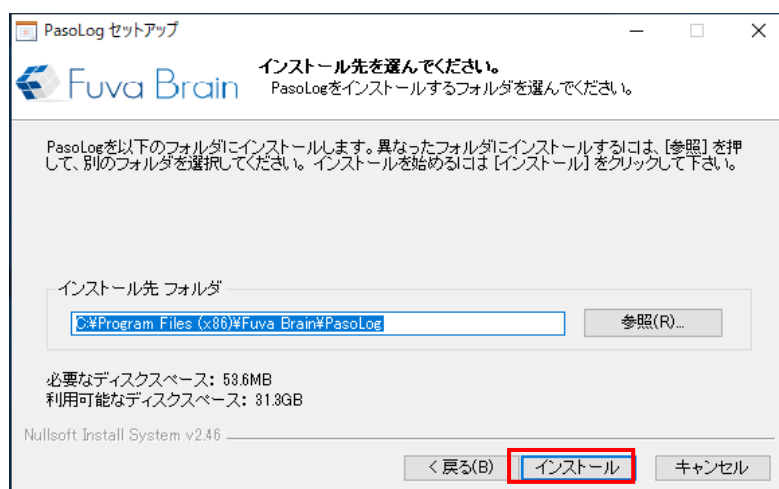 PasoLog セットアップ
Fuva Brain
インストール先を選んでください。
PasoLogをインストールするフォルダを選んでください。
PasoLogを以下のフォルダにインストールします。異なったフォルダにインストールするには、[参照] を押
して、別のフォルダを選択してください。インストールを始めるには [インストール] をクリックして下さい。
インストール先 フォルダ
C:¥Program Files (x86)¥Fuva Brain¥PasoLog
参照(R)...
必要なディスクスペース: 53.6MB
利用可能なディスクスペース: 31.3GB
Nullsoft Install System v2.46
< 戻る(B)
インストール
キャンセル